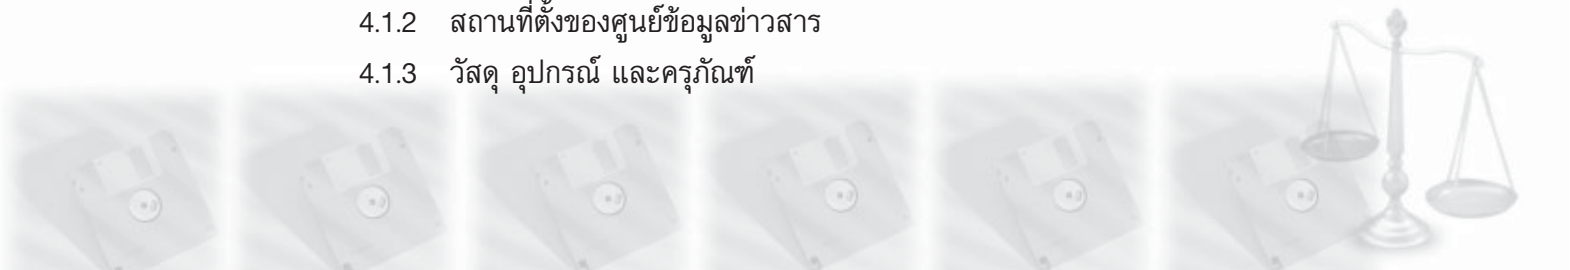 4.1.2 สถานที่ตั้งของศูนย์ข้อมูลข่าวสาร
4.1.3 วัสดุ อุปกรณ์ และครุภัณฑ์